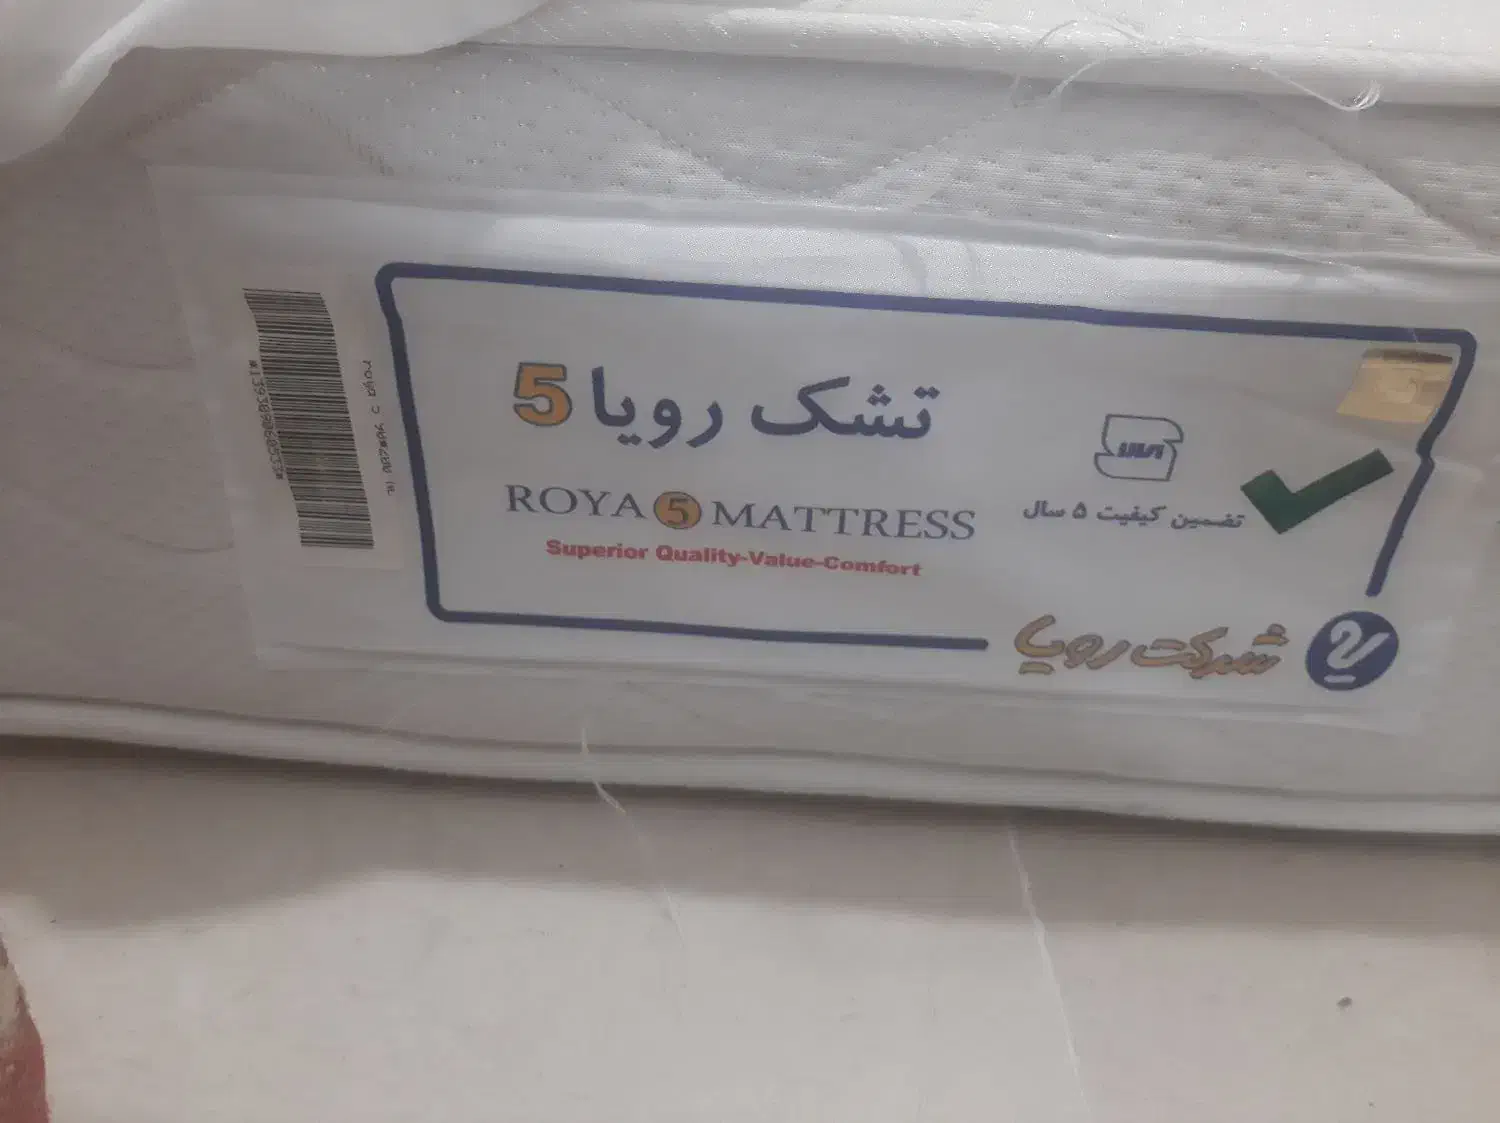 تشک رویا 5
ROYA 5 MATTRESS
Superior Quality-Value-Comfort
تضمین کیفیت ۵ سال
شرکت رویا